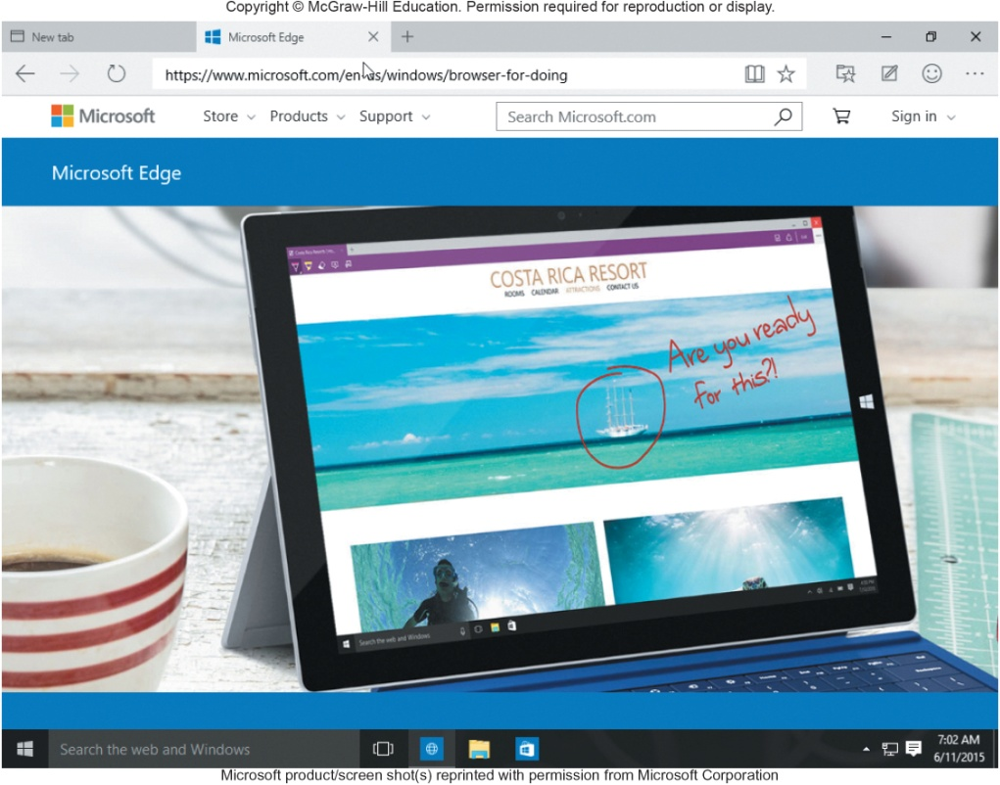 Copyright © McGraw-Hill Education. Permission required for reproduction or display.
New tab
Microsoft Edge
https://www.microsoft.com/en-us/windows/browser-for-doing
Microsoft
Store
Products
Support
Search Microsoft.com
Sign in
Microsoft Edge
COSTA RICA RESORT
ROOMS CALENDAR ATTRACTIONS CONTACT US
Are you ready
for this?!
Search the web and Windows
Search the web and Windows
7:02 AM
6/11/2015
Microsoft product/screen shot(s) reprinted with permission from Microsoft Corporation